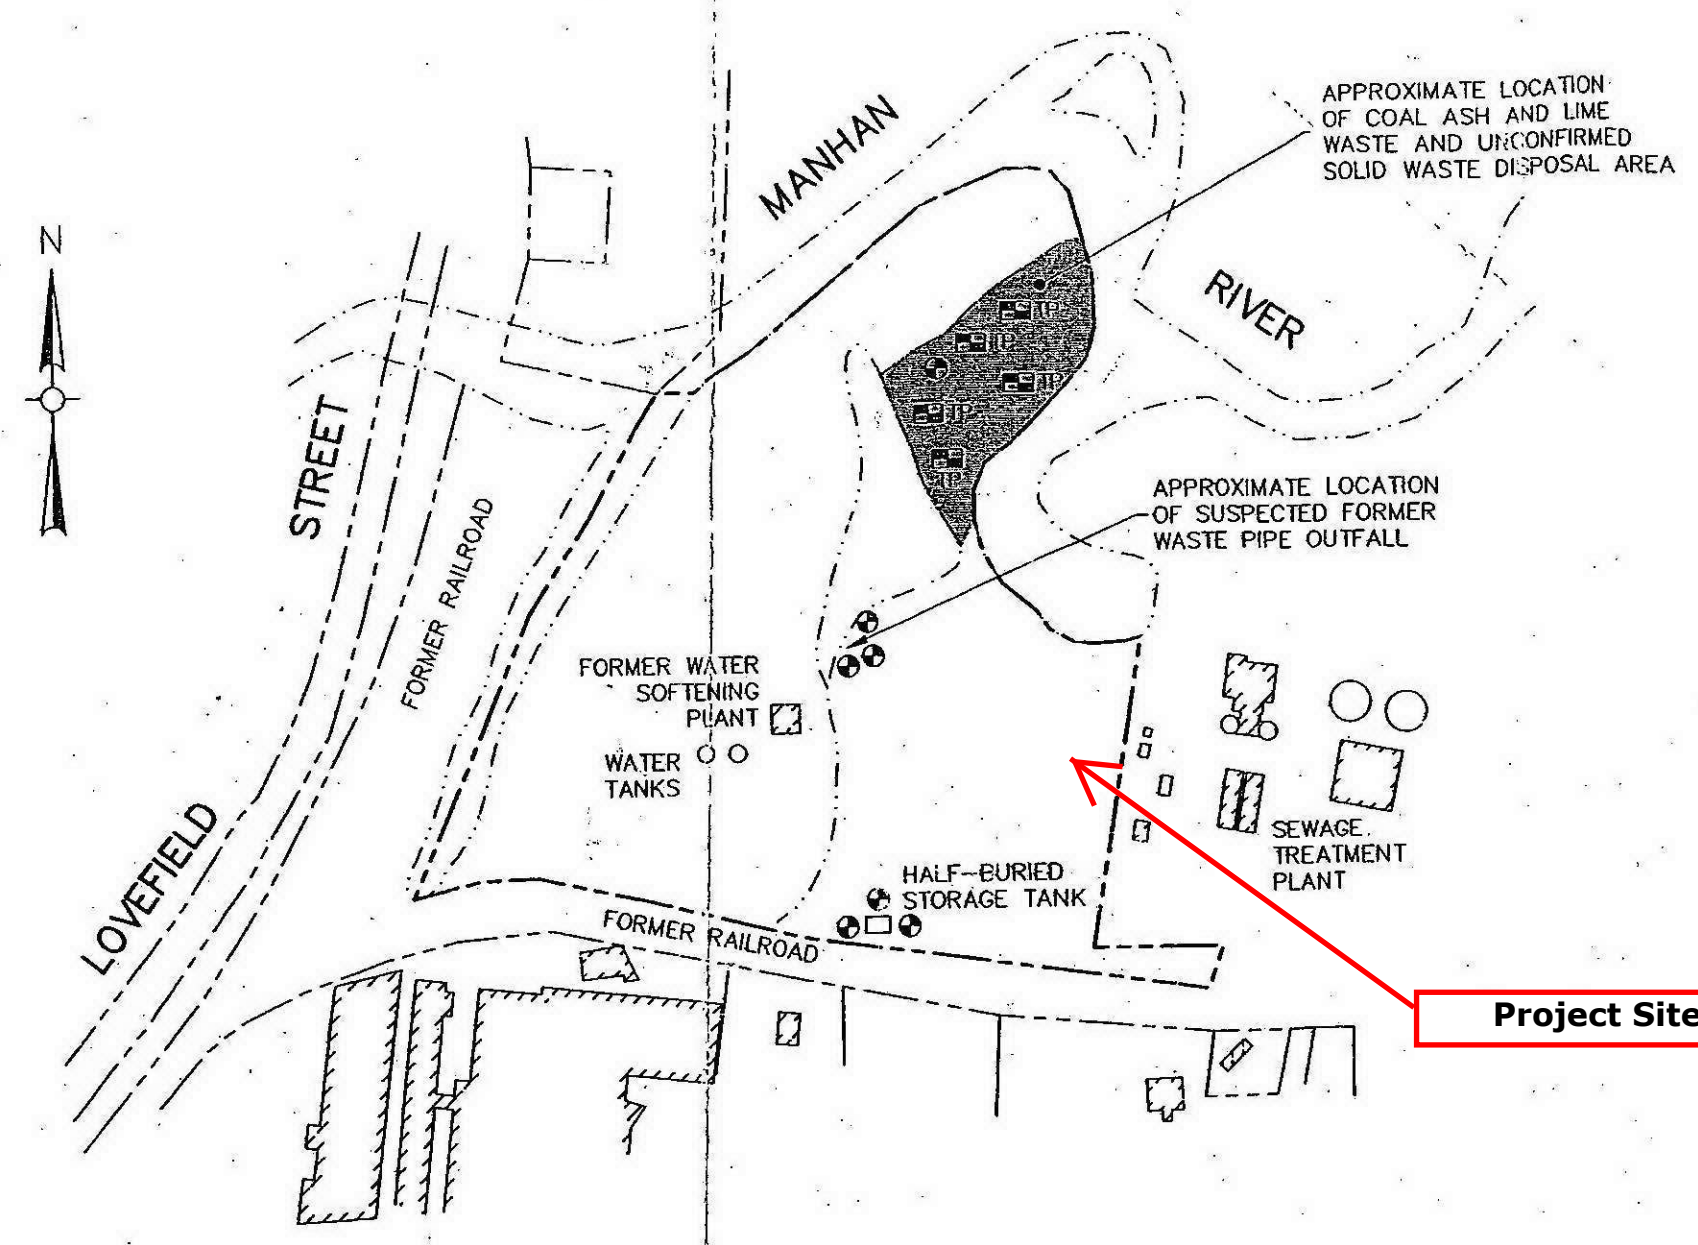 APPROXIMATE LOCATION
OF COAL ASH AND LIME
WASTE AND UNCONFIRMED
SOLID WASTE DISPOSAL AREA
MANHAN
N
RIVER
TP
TP
TP
TP
TP
STREET
APPROXIMATE LOCATION
OF SUSPECTED FORMER
WASTE PIPE OUTFALL
FORMER RAILROAD
FORMER WATER
SOFTENING
PLANT
WATER
TANKS
LOVEFIELD
SEWAGE
TREATMENT
PLANT
HALF-BURIED
STORAGE TANK
FORMER RAILROAD
Project Site